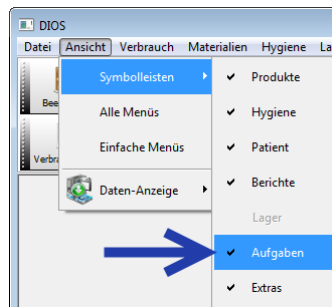 DIOS
Datei Ansicht Verbrauch Materialien Hygiene
Symbolleisten
Alle Menüs
Einfache Menüs
Daten-Anzeige
Produkte
Hygiene
Patient
Berichte
Lager
Aufgaben
Extras